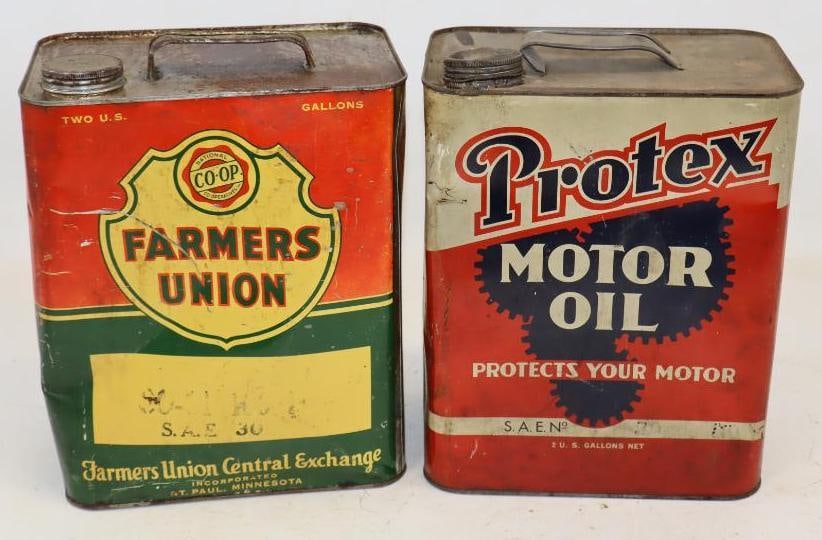 TWO U.S. GALLONS
NATIONAL
CO-OP
COOPERATIVES
FARMERS
UNION
S.A.E 30
Farmers Union Central Exchange
INCORPORATED
ST. PAUL, MINNESOTA
Protex
MOTOR
OIL
PROTECTS YOUR MOTOR
S.A.E. Nº
2 U.S. GALLONS NET